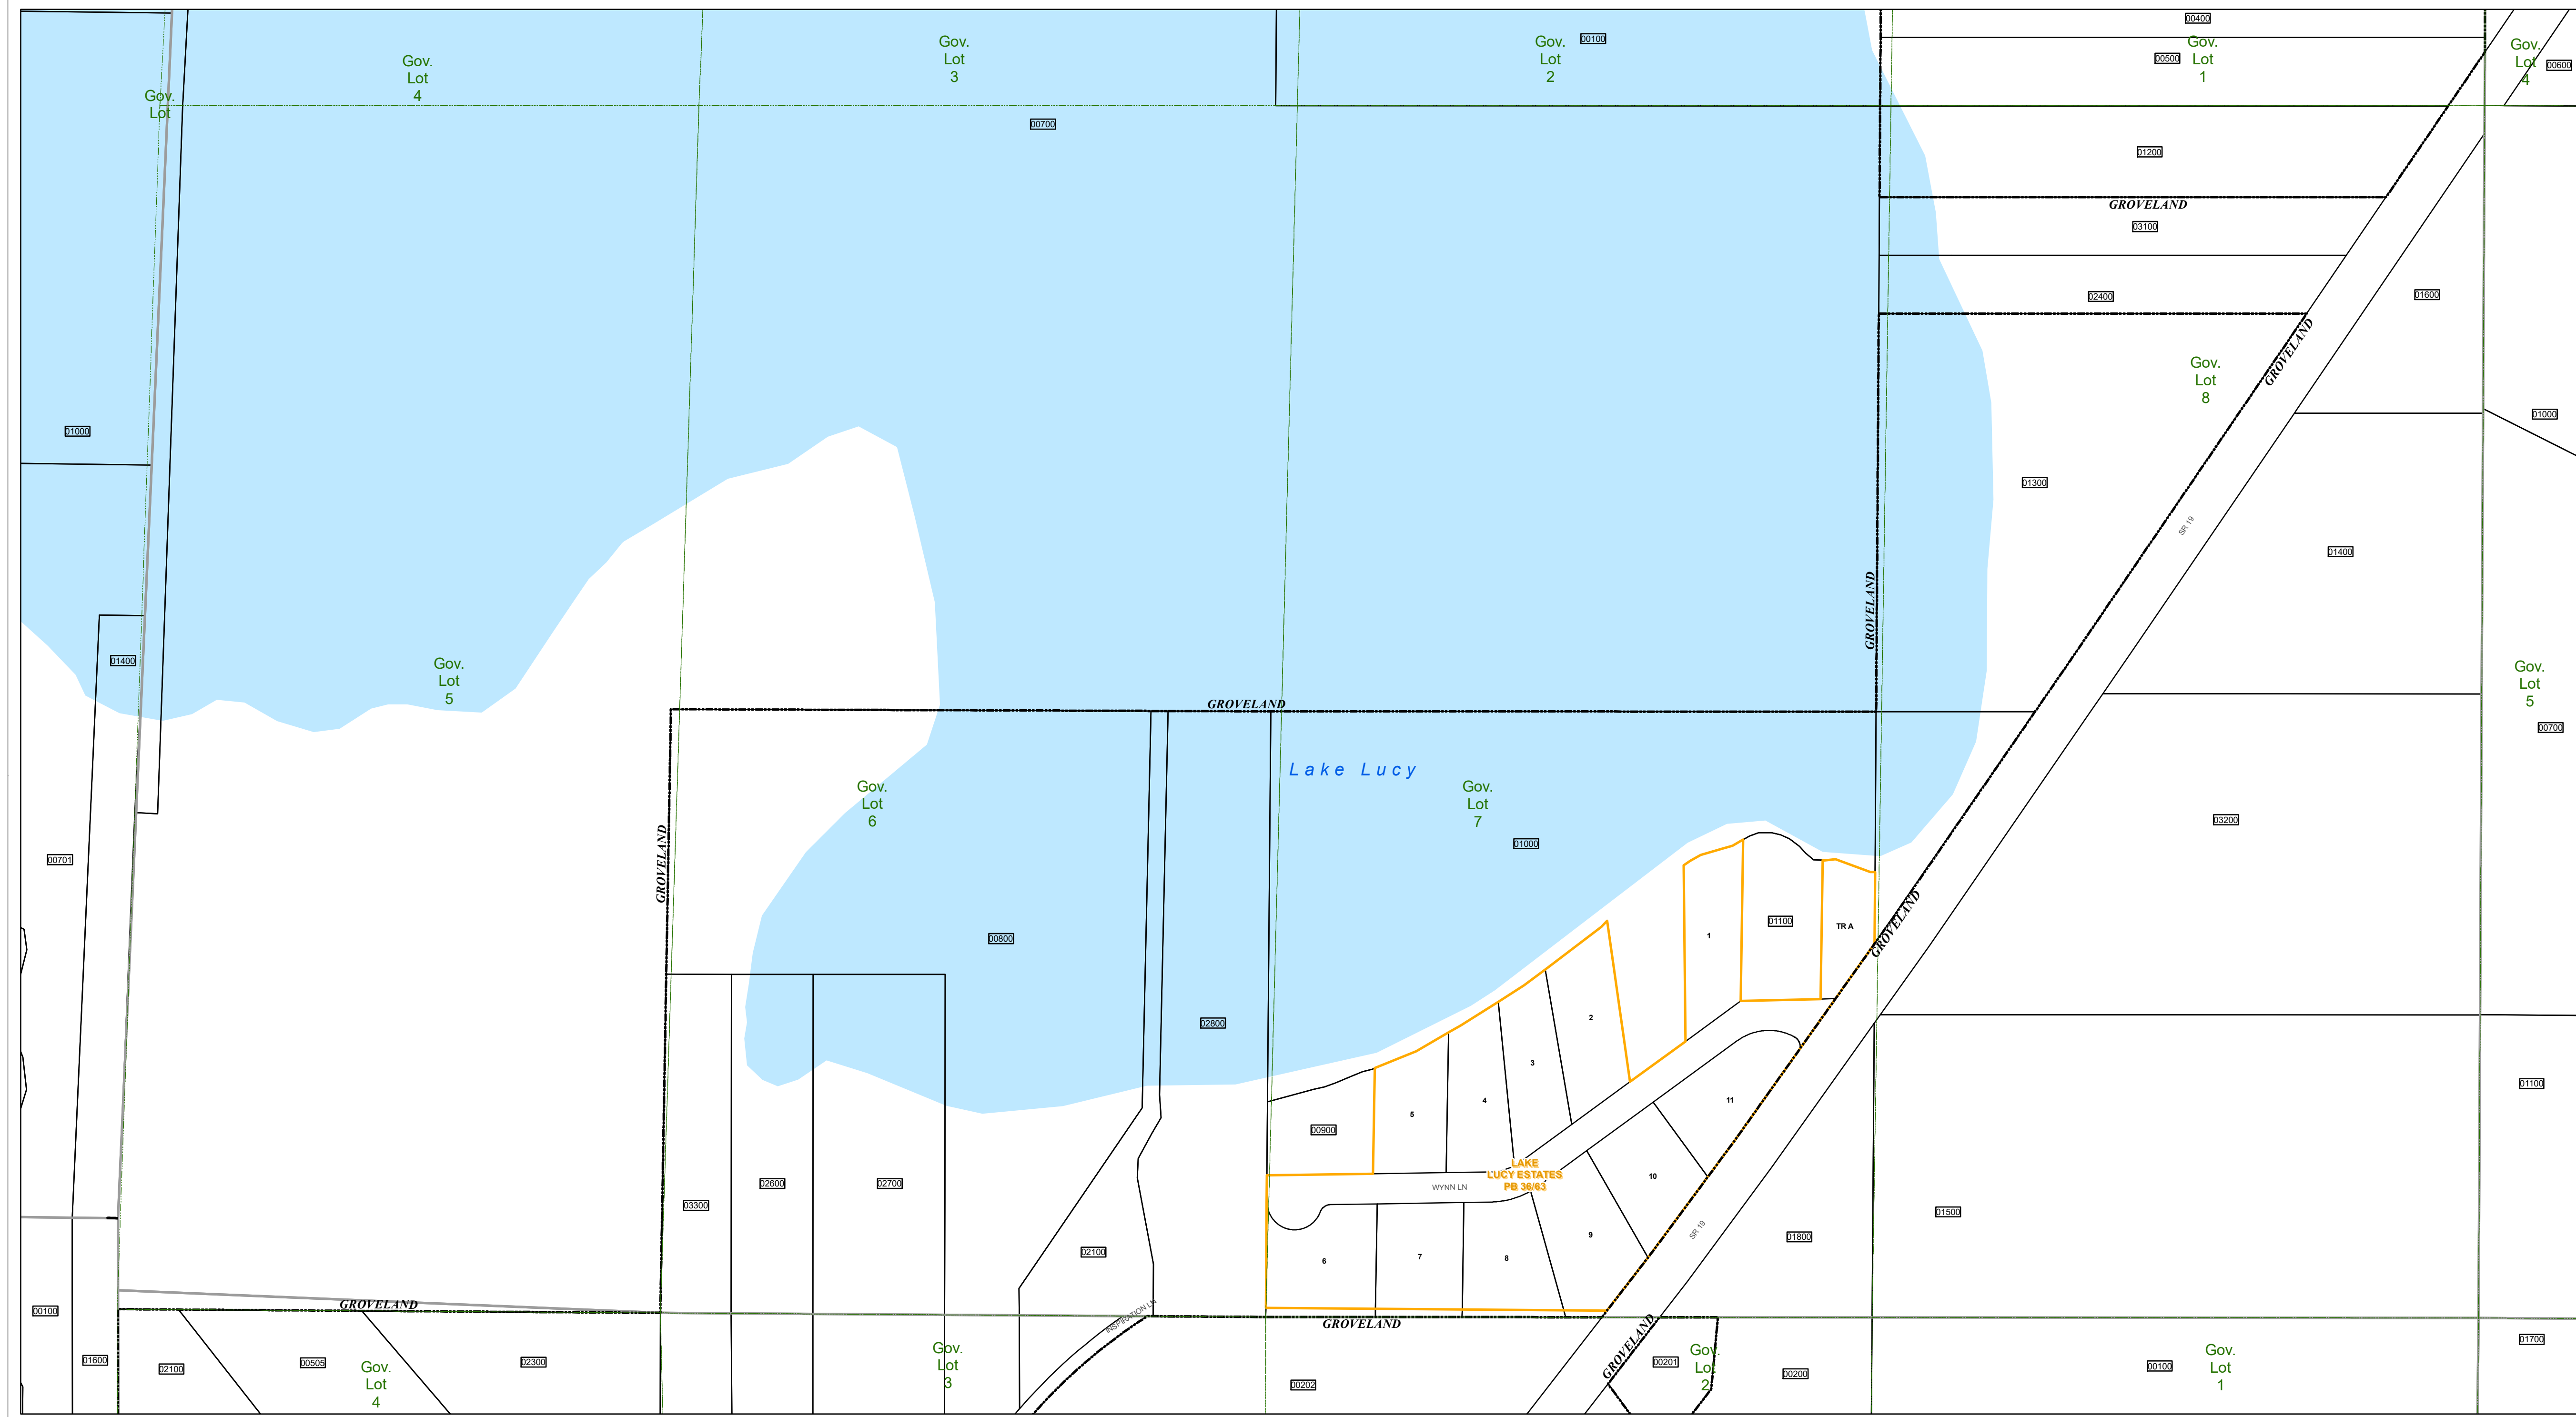 00400
Gov.
Lot
3
Gov.
Lot
2
00100
Gov.
Lot
1
00500
Gov.
Lot
4
00600
Gov.
Lot
4
Gov.
Lot
00700
01200
GROVELAND
03100
02400
01600
GROVELAND
Gov.
Lot
8
01000
01000
01300
SR 19
01400
GROVELAND
01400
Gov.
Lot
5
Gov.
Lot
5
GROVELAND
00700
Lake Lucy
Gov.
Lot
6
Gov.
Lot
7
03200
01000
00701
GROVELAND
01100
TR A
1
GROVELAND
00800
02800
2
3
4
5
11
01100
00900
LAKE
LUCY ESTATES
PB 36/63
WYNN LN
10
02600
02700
03300
01500
SR 19
01800
9
02100
6
7
8
00100
GROVELAND
INSPIRATION LN
GROVELAND
GROVELAND
01700
01600
02100
00505
Gov.
Lot
4
02300
Gov.
Lot
3
00202
00201
Gov.
Lot
2
00200
00100
Gov.
Lot
1